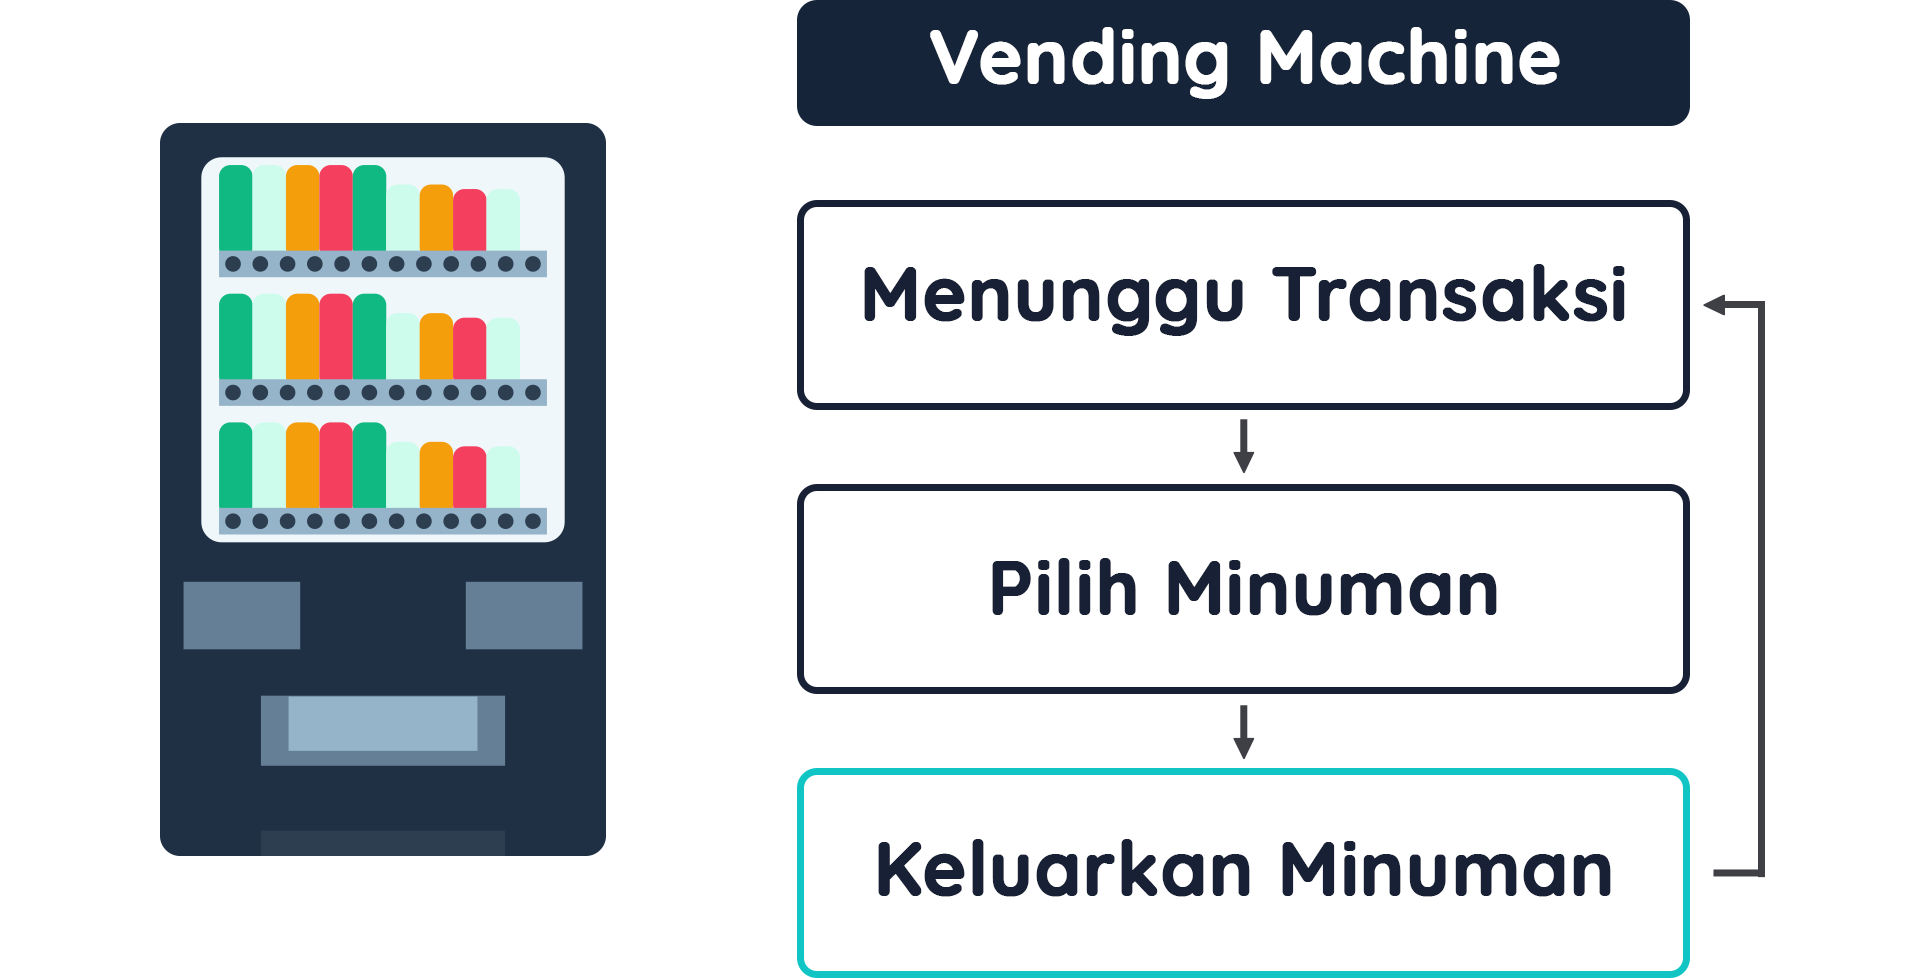 Vending Machine
Menunggu Transaksi
Pilih Minuman
Keluarkan Minuman